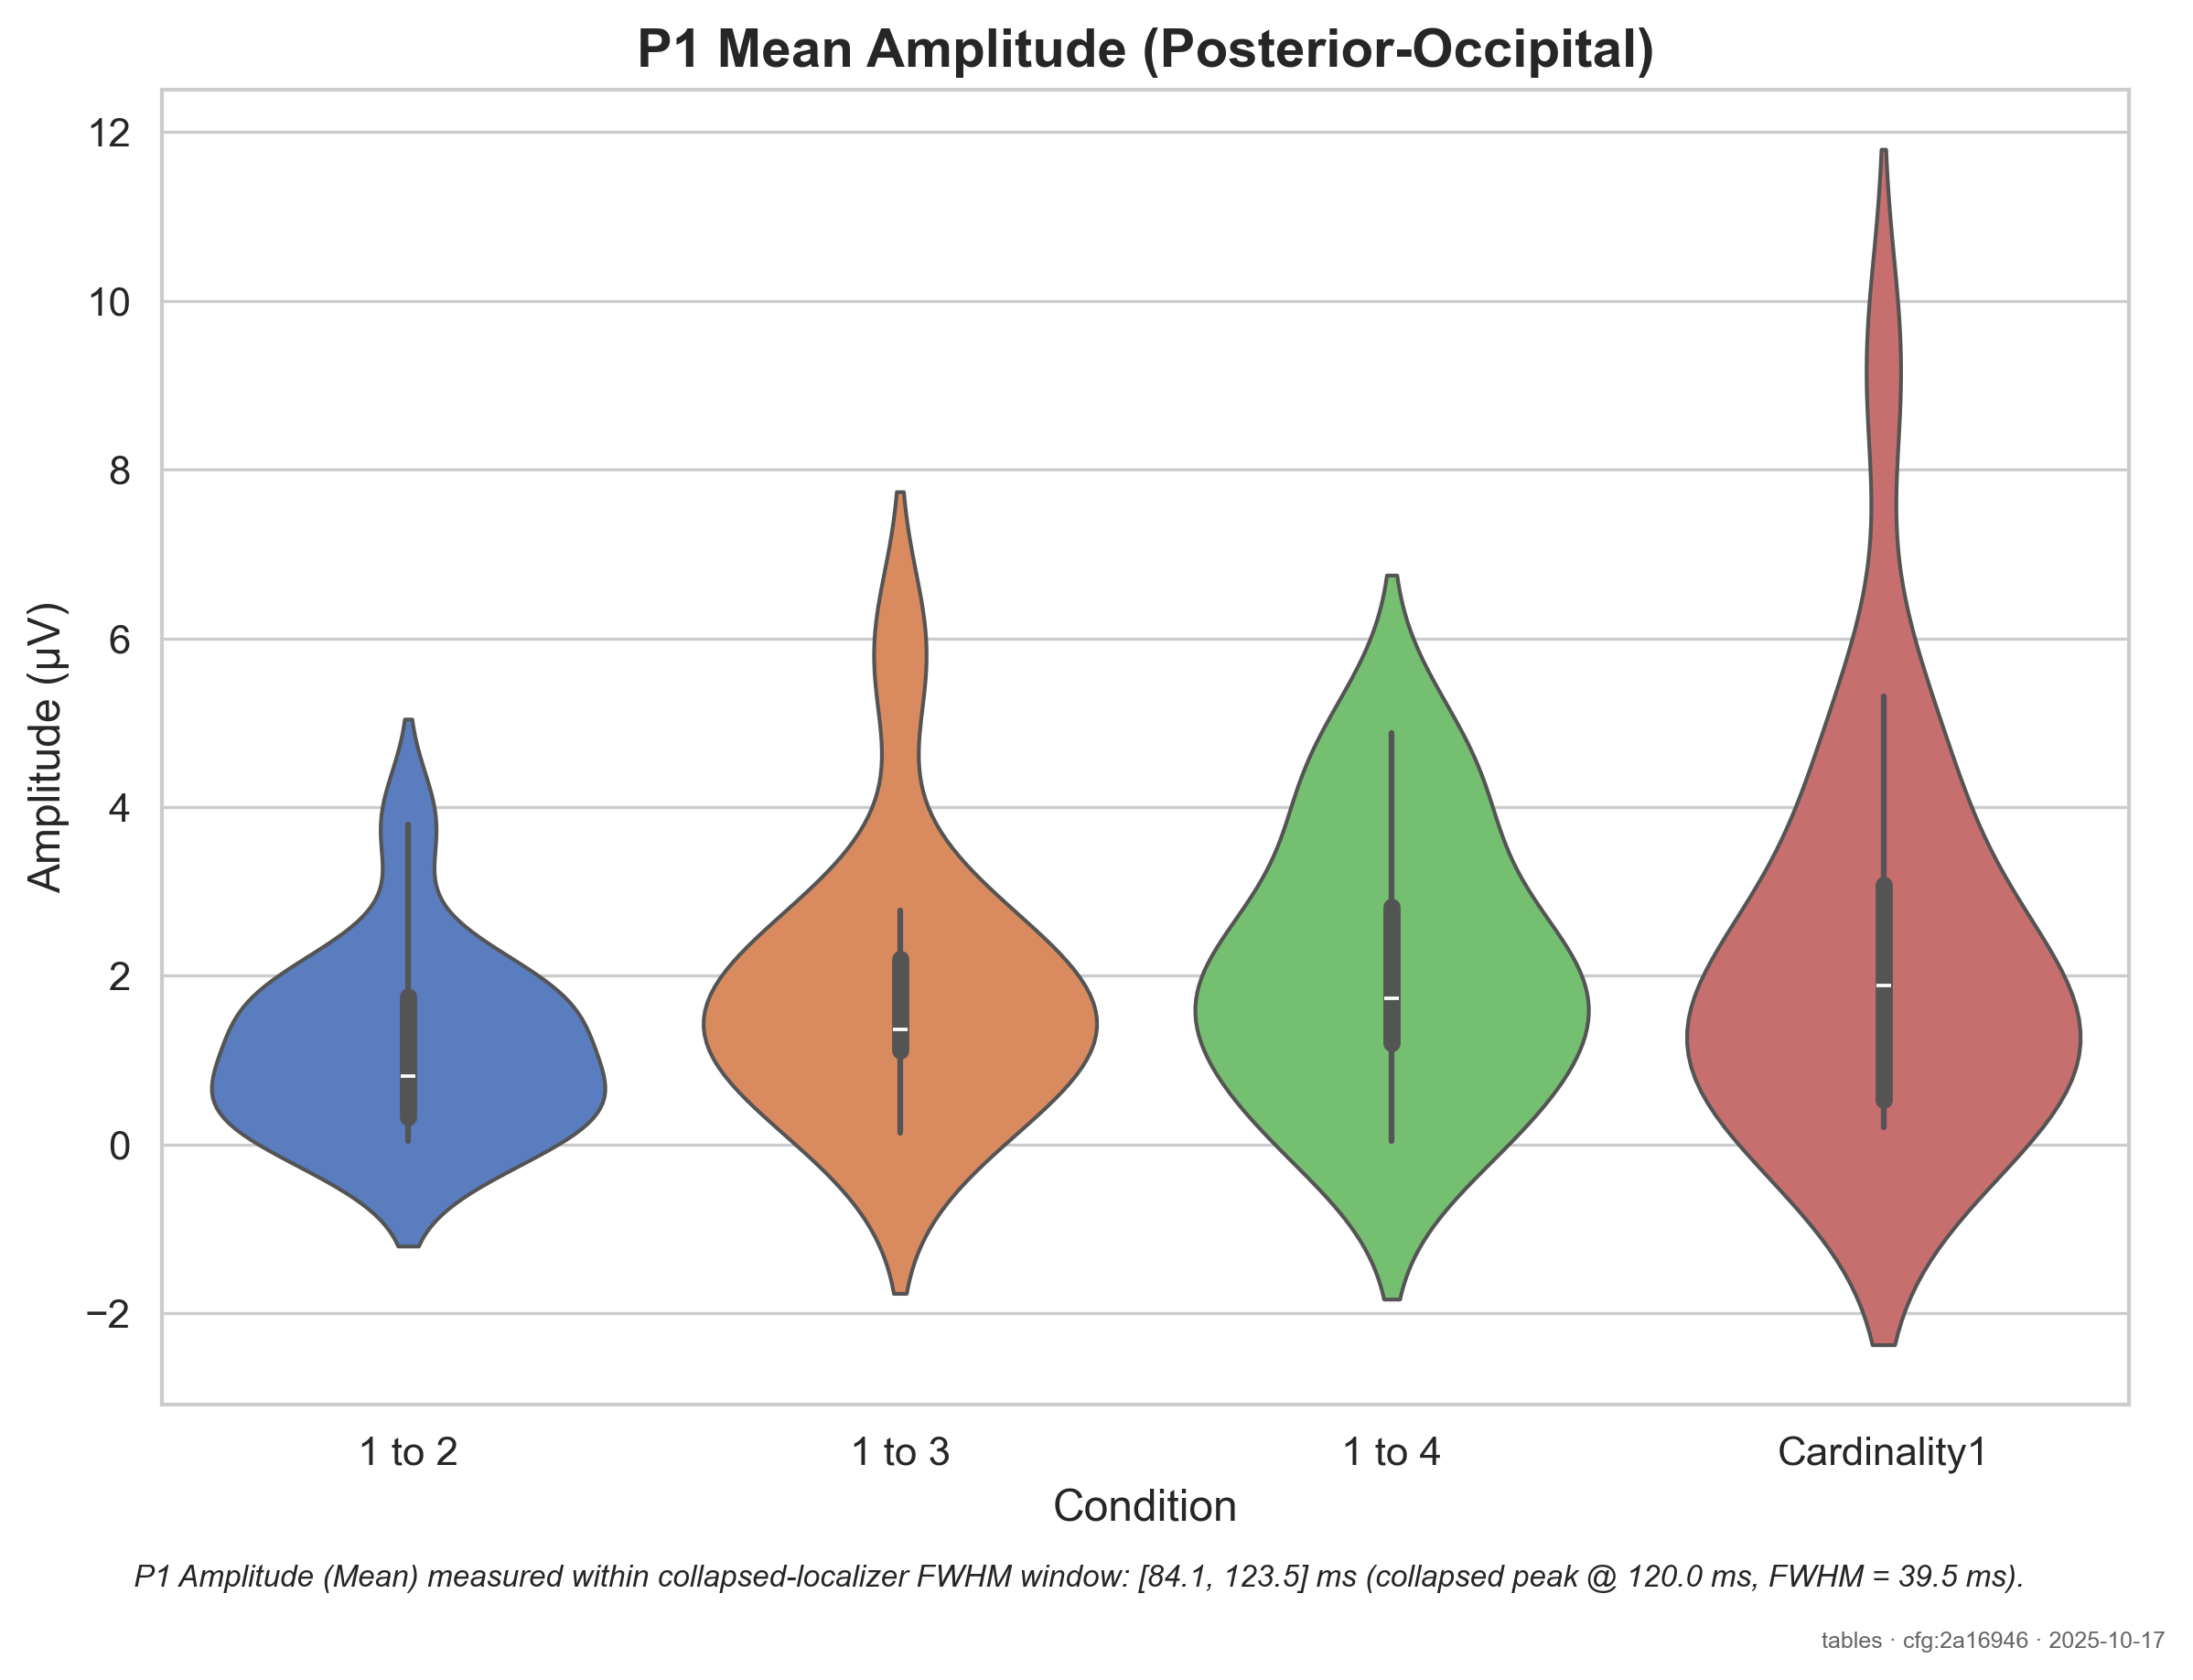 P1 Mean Amplitude (Posterior-Occipital)
12
10
8
6
4
2
0
−2
Amplitude (µV)
1 to 2
1 to 3
1 to 4
Cardinality1
Condition
P1 Amplitude (Mean) measured within collapsed-localizer FWHM window: [84.1, 123.5] ms (collapsed peak @ 120.0 ms, FWHM = 39.5 ms).
tables · cfg:2a16946 · 2025-10-17